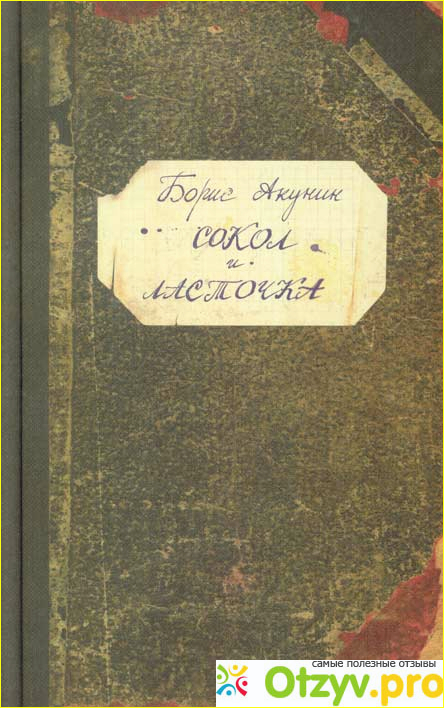 Борис Акунин
СОКОЛ
и
ЛАСТОЧКА
самые полезные отзывы
Otzyv.pro